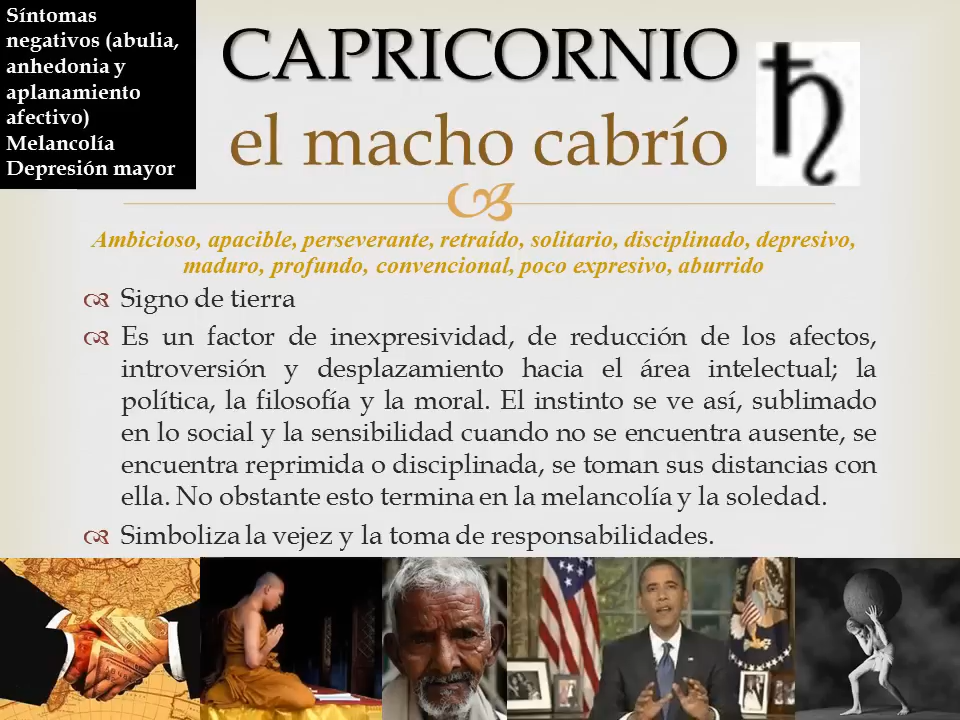 Síntomas
negativos (abulia,
anhedonia y
aplanamiento
afectivo)
Melancolía
Depresión mayor
CAPRICORNIO
el macho cabrío
Ambicioso, apacible, perseverante, retraído, solitario, disciplinado, depresivo,
maduro, profundo, convencional, poco expresivo, aburrido
Signo de tierra
Es un factor de inexpresividad, de reducción de los afectos,
introversión y desplazamiento hacia el área intelectual; la
política, la filosofía y la moral. El instinto se ve así, sublimado
en lo social y la sensibilidad cuando no se encuentra ausente, se
encuentra reprimida o disciplinada, se toman sus distancias con
ella. No obstante esto termina en la melancolía y la soledad.
Simboliza la vejez y la toma de responsabilidades.